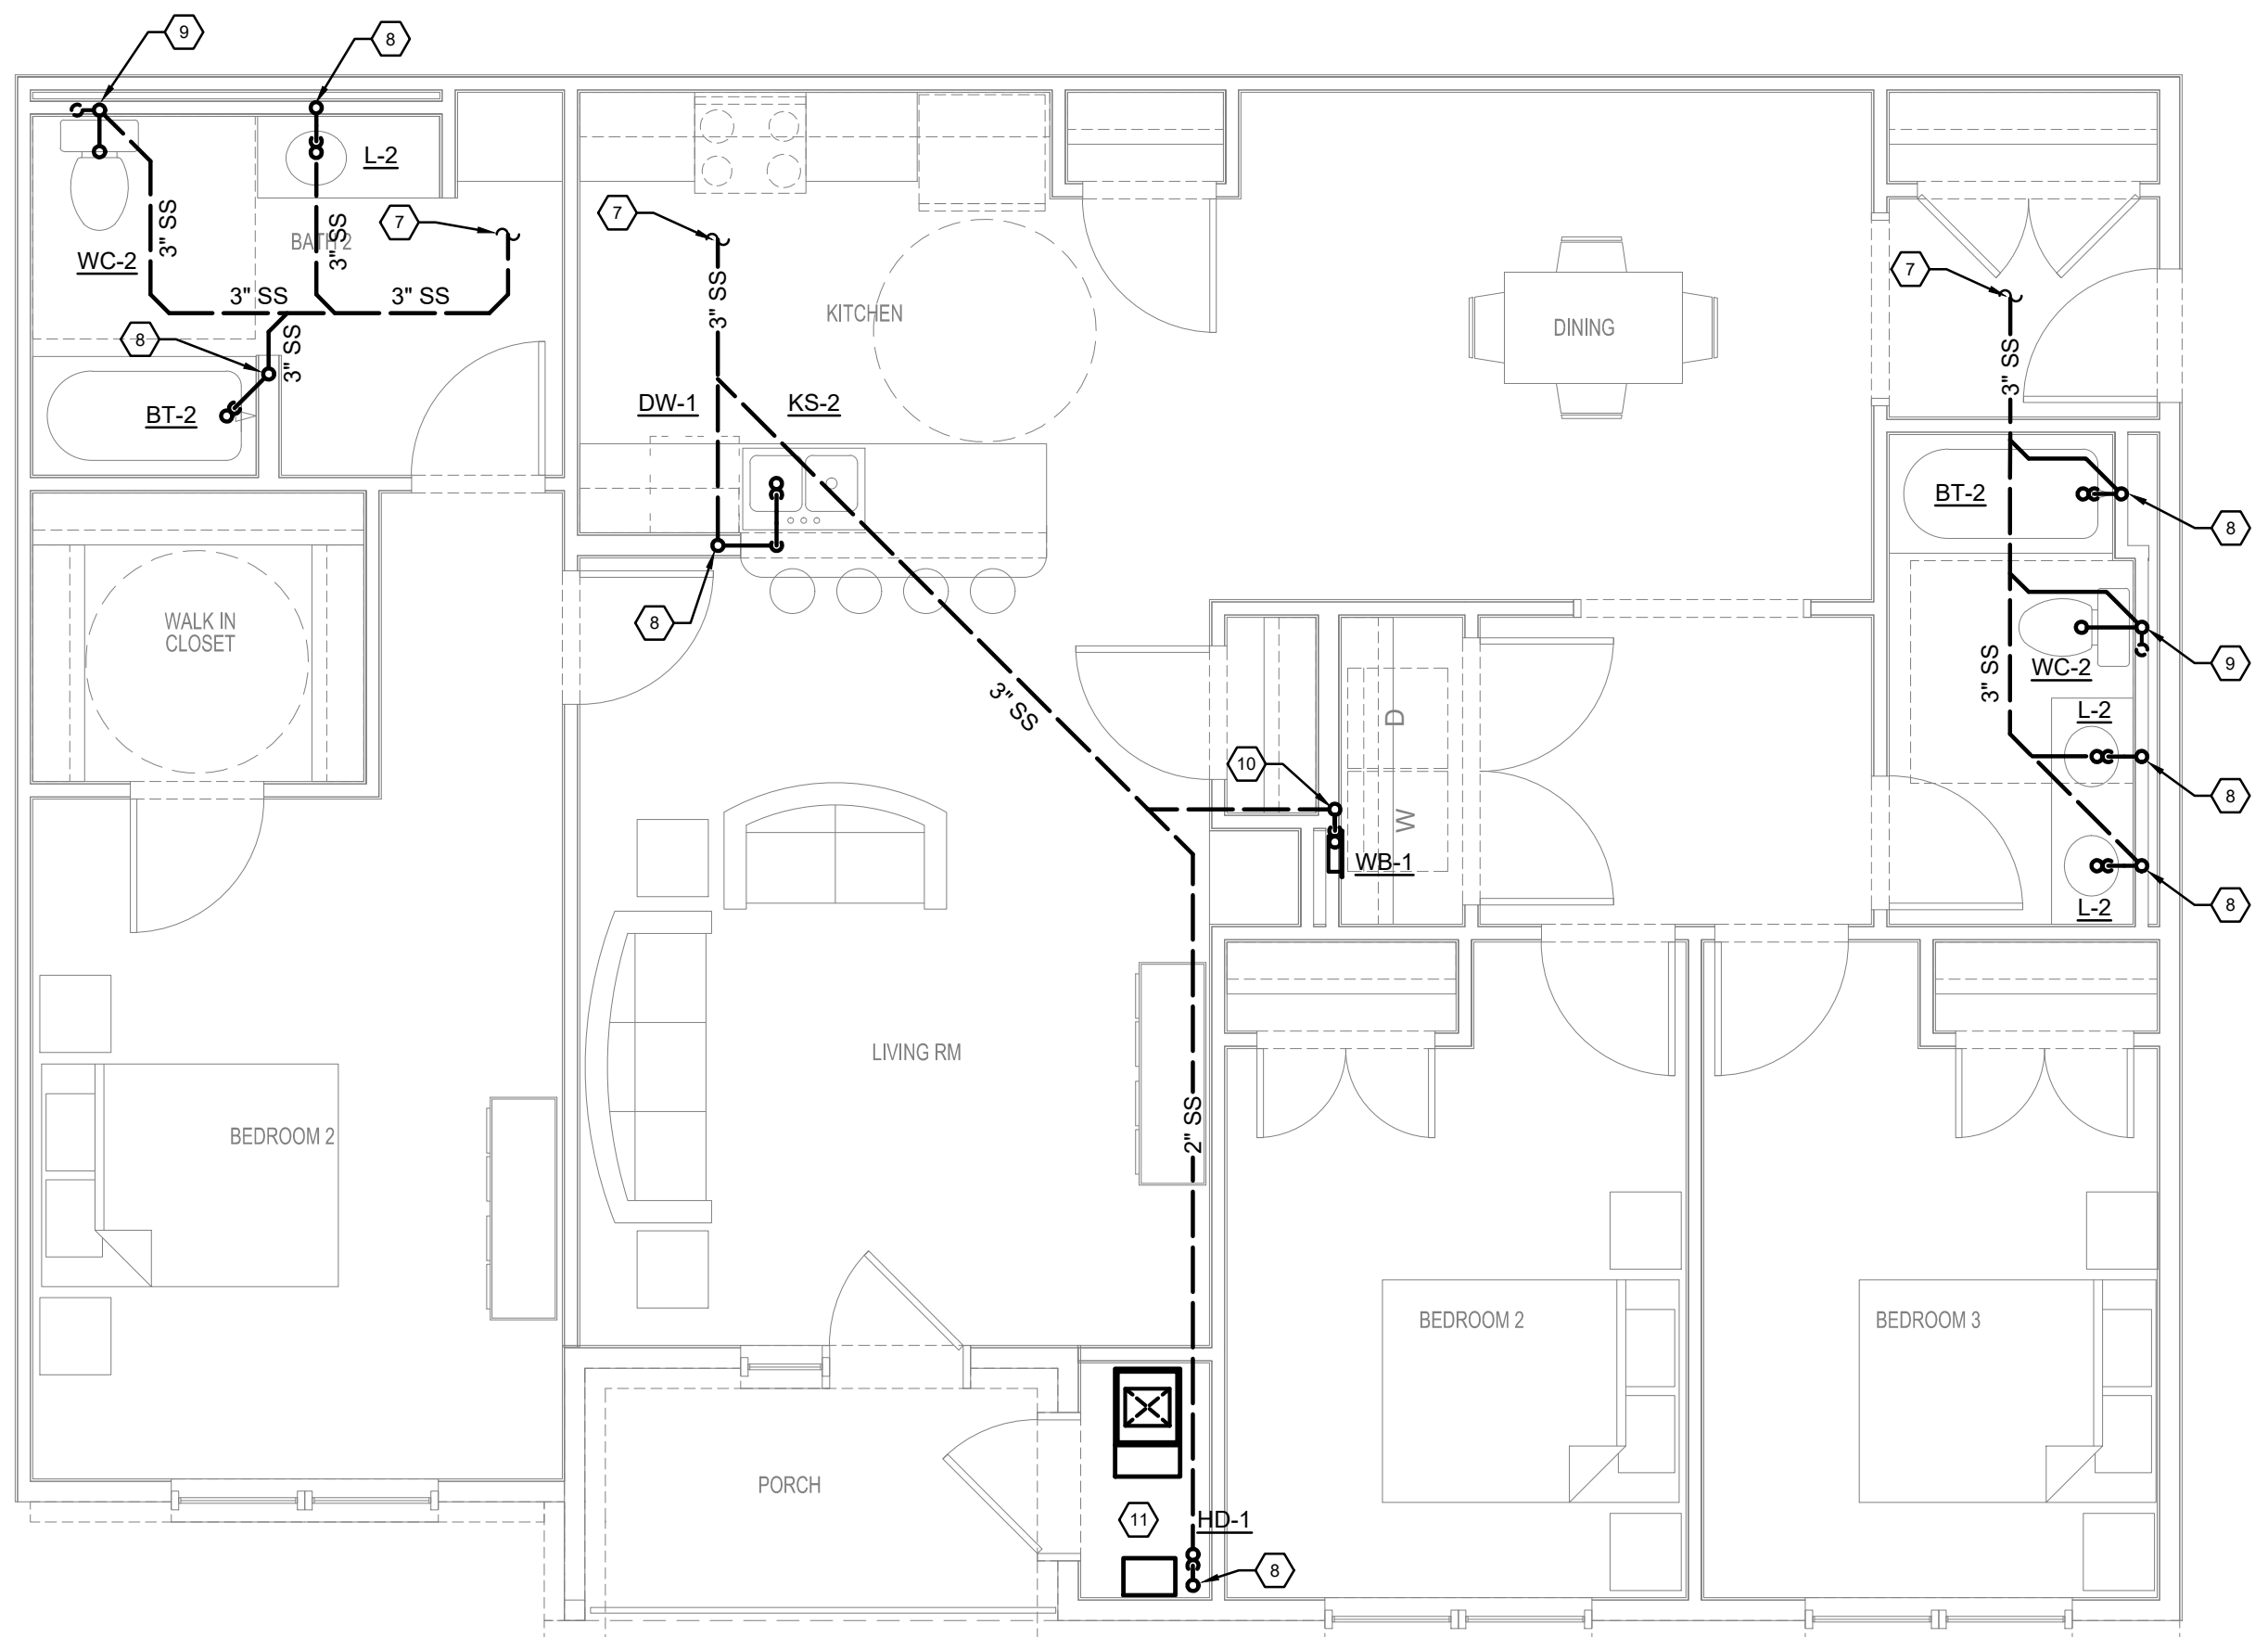 9
8
L-2
7
7
3" SS
3" SS
BATH 2
WC-2
7
3" SS
3" SS
3" SS
KITCHEN
DINING
8
3" SS
3" SS
DW-1
KS-2
BT-2
BT-2
8
WALK IN
CLOSET
8
9
3" SS
WC-2
3" SS
L-2
D
10
8
W
WB-1
L-2
8
LIVING RM
2" SS
BEDROOM 2
BEDROOM 2
BEDROOM 3
PORCH
11
HD-1
8